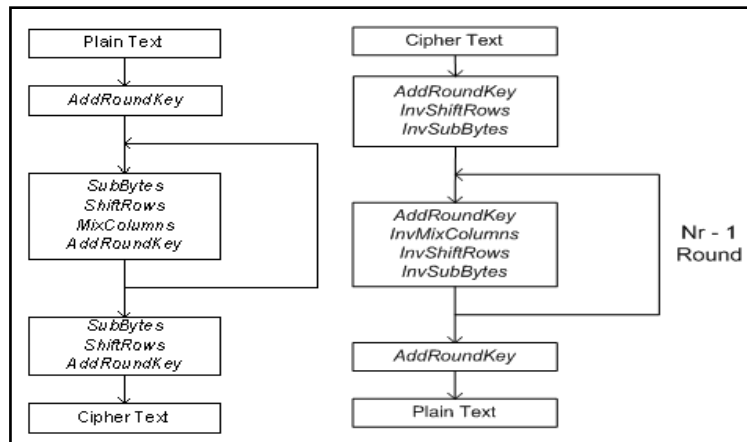 Plain Text
AddRoundKey
SubBytes
ShiftRows
MixColumns
AddRoundKey
SubBytes
ShiftRows
AddRoundKey
Cipher Text
Cipher Text
AddRoundKey
InvShiftRows
InvSubBytes
AddRoundKey
InvMixColumns
InvShiftRows
InvSubBytes
Nr - 1
Round
AddRoundKey
Plain Text